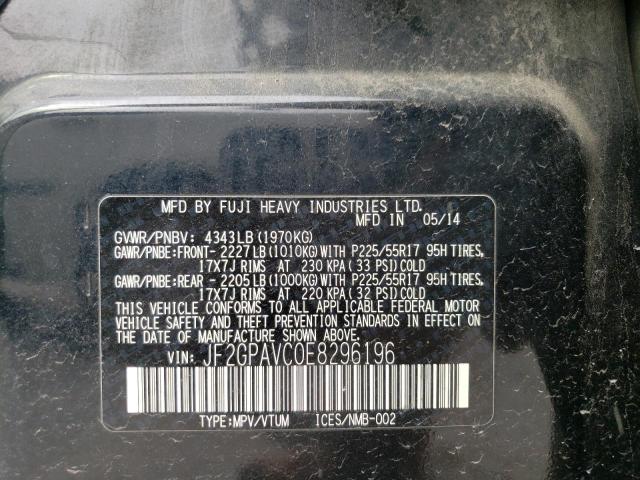 MFD BY FUJI HEAVY INDUSTRIES LTD.
MFD IN 05/14
GVWR/PNBV: 4343LB(1970KG)
GAWR/PNBE:FRONT-2227LB(1010KG)WITH P225/55R17 95H TIRES,
17X7J RIMS AT 230 KPA(33 PSI)COLD
GAWR/PNBE:REAR -2205LB(1000KG)WITH P225/55R17 95H TIRES,
17X7J RIMS AT 220 KPA(32 PSI)COLD
THIS VEHICLE CONFORMS TO ALL APPLICABLE FEDERAL MOTOR
VEHICLE SAFETY AND THEFT PREVENTION STANDARDS IN EFFECT
ON THE DATE OF MANUFACTURE SHOWN ABOVE.
VIN: JF2GPAVC0E8296196
TYPE:MPV/VTUM ICES/NMB-002